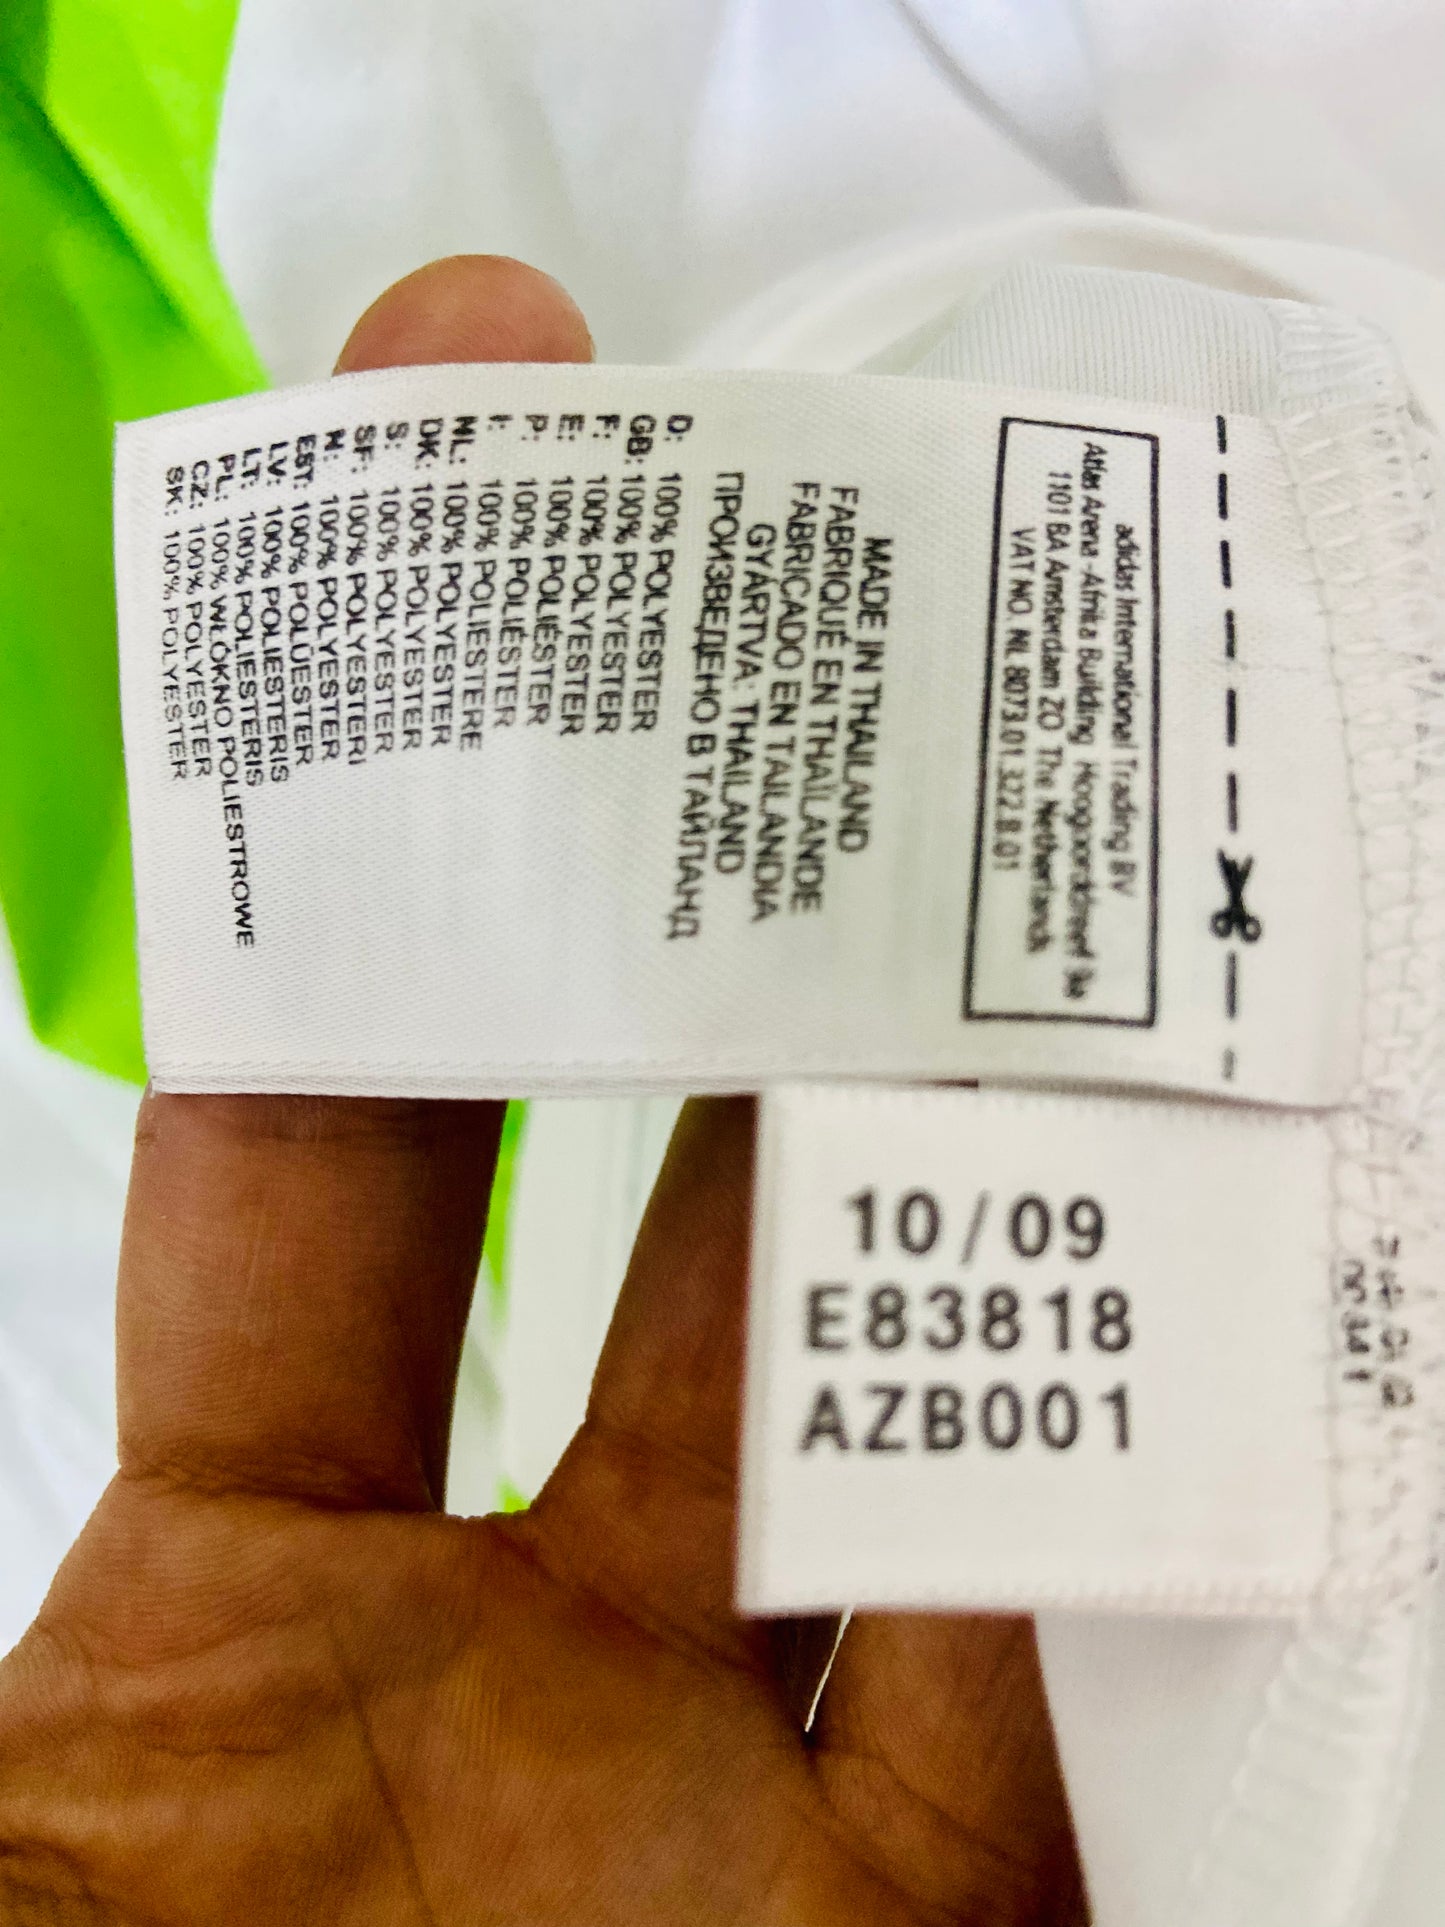 adidas International Trading BV
Atlas Arena -Afrika Building Hoogoorddreef 9a
1101 BA Amsterdam ZO The Netherlands
VAT NO. NL 8073.01.322.B.01
MADE IN THAILAND
FABRIQUÉ EN THAÏLANDE
FABRICADO EN TAILANDIA
GYÁRTVA: THAILAND
ПРОИЗВЕДЕНО В ТАЙЛАНД
D: 100% POLYESTER
GB: 100% POLYESTER
F: 100% POLYESTER
E: 100% POLIÉSTER
P: 100% POLIÉSTER
I: 100% POLIESTERE
NL: 100% POLYESTER
DK: 100% POLYESTER
S: 100% POLYESTER
SF: 100% POLYESTERI
N: 100% POLYESTER
EST: 100% POLÜESTER
LV: 100% POLIESTERIS
LT: 100% POLIESTERIS
PL: 100% WŁÓKNO POLIESTROWE
CZ: 100% POLYESTER
SK: 100% POLYESTER
10/09
E83818
AZB001